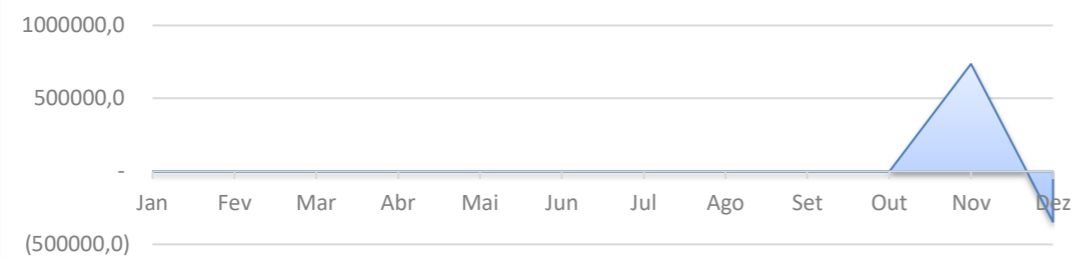 1000000,0
500000,0
-
Jan Fev Mar Abr Mai Jun Jul Ago Set Out Nov Dez
(500000,0)